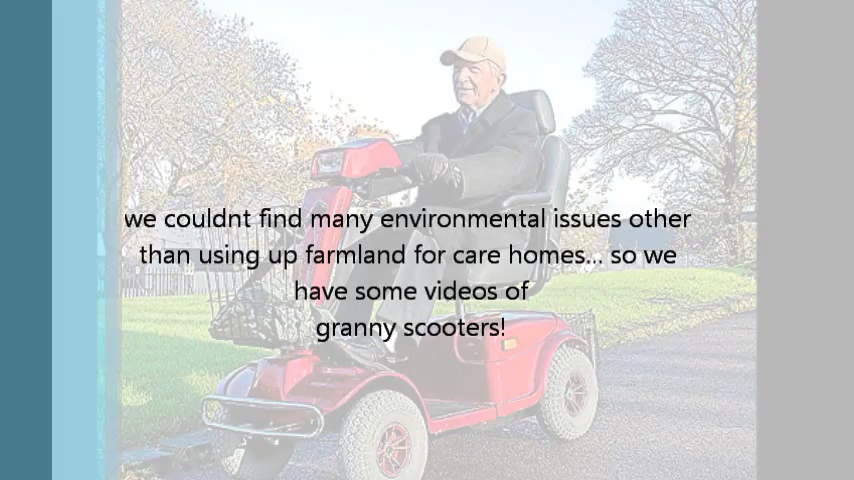 we couldnt find many environmental issues other
than using up farmland for care homes... so we
have some videos of
granny scooters!